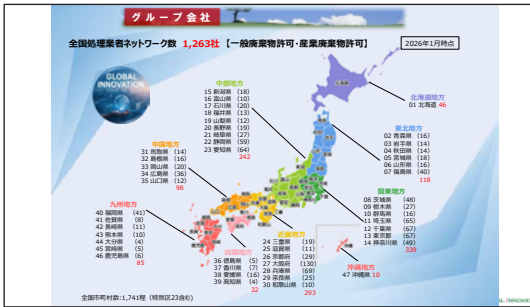 グループ会社
全国処理業者ネットワーク数 1,263社 【一般廃棄物許可・産業廃棄物許可】
2026年1月時点
GLOBAL INNOVATION
北海道地方
01 北海道 46
東北地方
02 青森県 (16)
03 岩手県 (14)
04 秋田県 (14)
05 宮城県 (18)
06 山形県 (16)
07 福島県 (40)
118
中部地方
15 新潟県 (18)
16 富山県 (10)
17 石川県 (20)
18 福井県 (13)
19 山梨県 (12)
20 長野県 (19)
21 岐阜県 (27)
22 静岡県 (59)
23 愛知県 (64)
242
中国地方
31 鳥取県 (14)
32 島根県 (16)
33 岡山県 (20)
34 広島県 (36)
35 山口県 (12)
98
関東地方
08 茨城県 (48)
09 栃木県 (27)
10 群馬県 (16)
11 埼玉県 (65)
12 千葉県 (67)
13 東京都 (67)
14 神奈川県 (49)
339
九州地方
40 福岡県 (41)
41 佐賀県 (8)
42 長崎県 (11)
43 熊本県 (10)
44 大分県 (4)
45 宮崎県 (5)
46 鹿児島県 (6)
85
四国地方
36 徳島県 (5)
37 香川県 (7)
38 愛媛県 (16)
39 高知県 (4)
32
近畿地方
24 三重県 (19)
25 滋賀県 (11)
26 京都府 (29)
27 大阪府 (130)
28 兵庫県 (69)
29 奈良県 (25)
30 和歌山県 (10)
293
沖縄地方
47 沖縄県 10
全国市町村数:1,741程(特別区23含む)